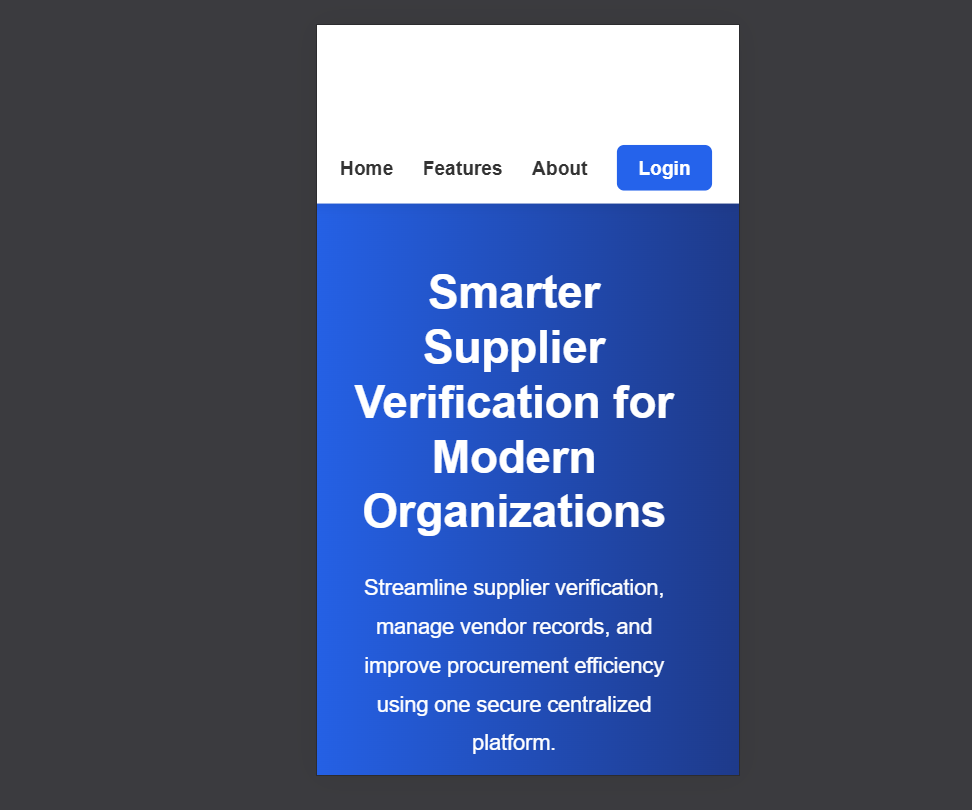 Home Features About Login
Smarter
Supplier
Verification for
Modern
Organizations
Streamline supplier verification,
manage vendor records, and
improve procurement efficiency
using one secure centralized
platform.